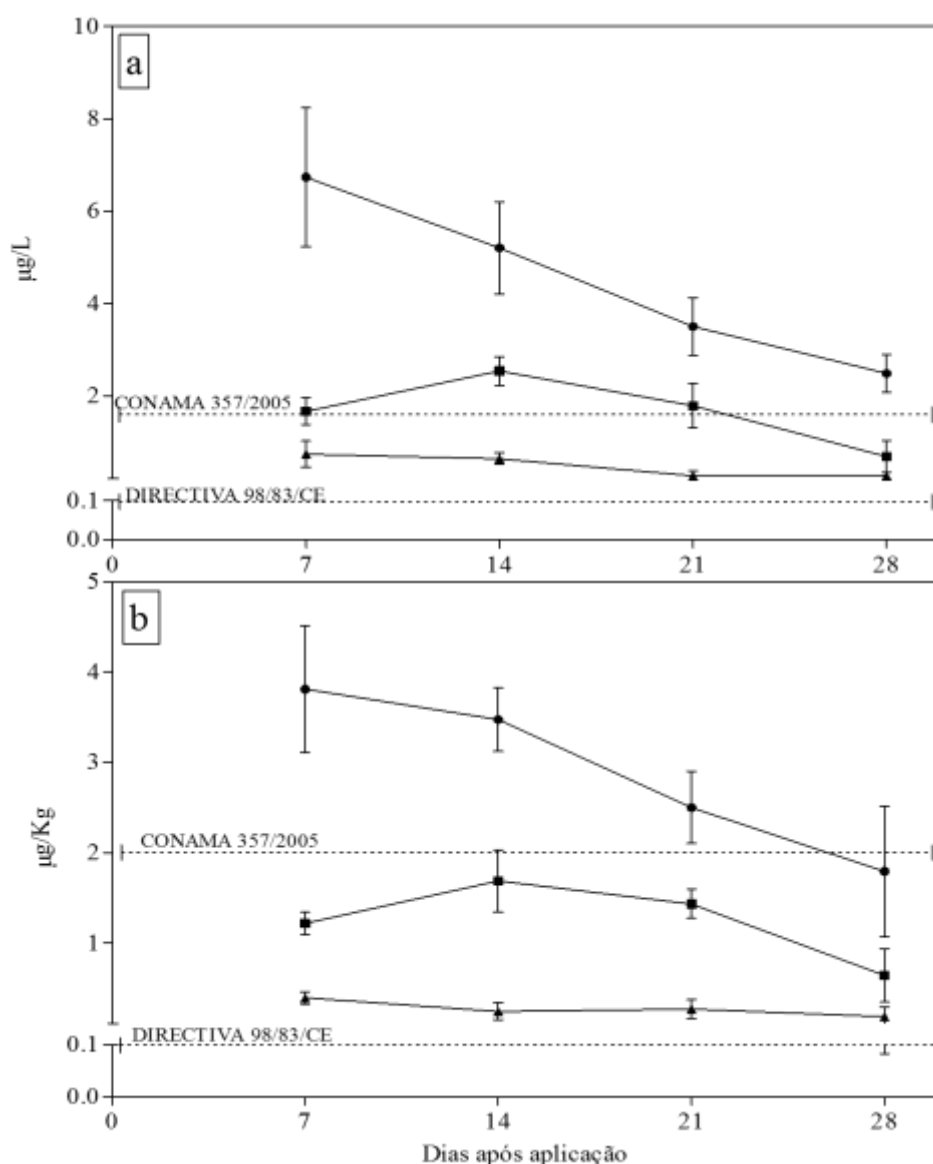 a
10
8
6
4
2
0.1
0.0
µg/L
CONAMA 357/2005
DIRECTIVA 98/83/CE
0 7 14 21 28
b
5
4
3
2
1
0.1
0.0
µg/Kg
CONAMA 357/2005
DIRECTIVA 98/83/CE
0 7 14 21 28
Dias após aplicação